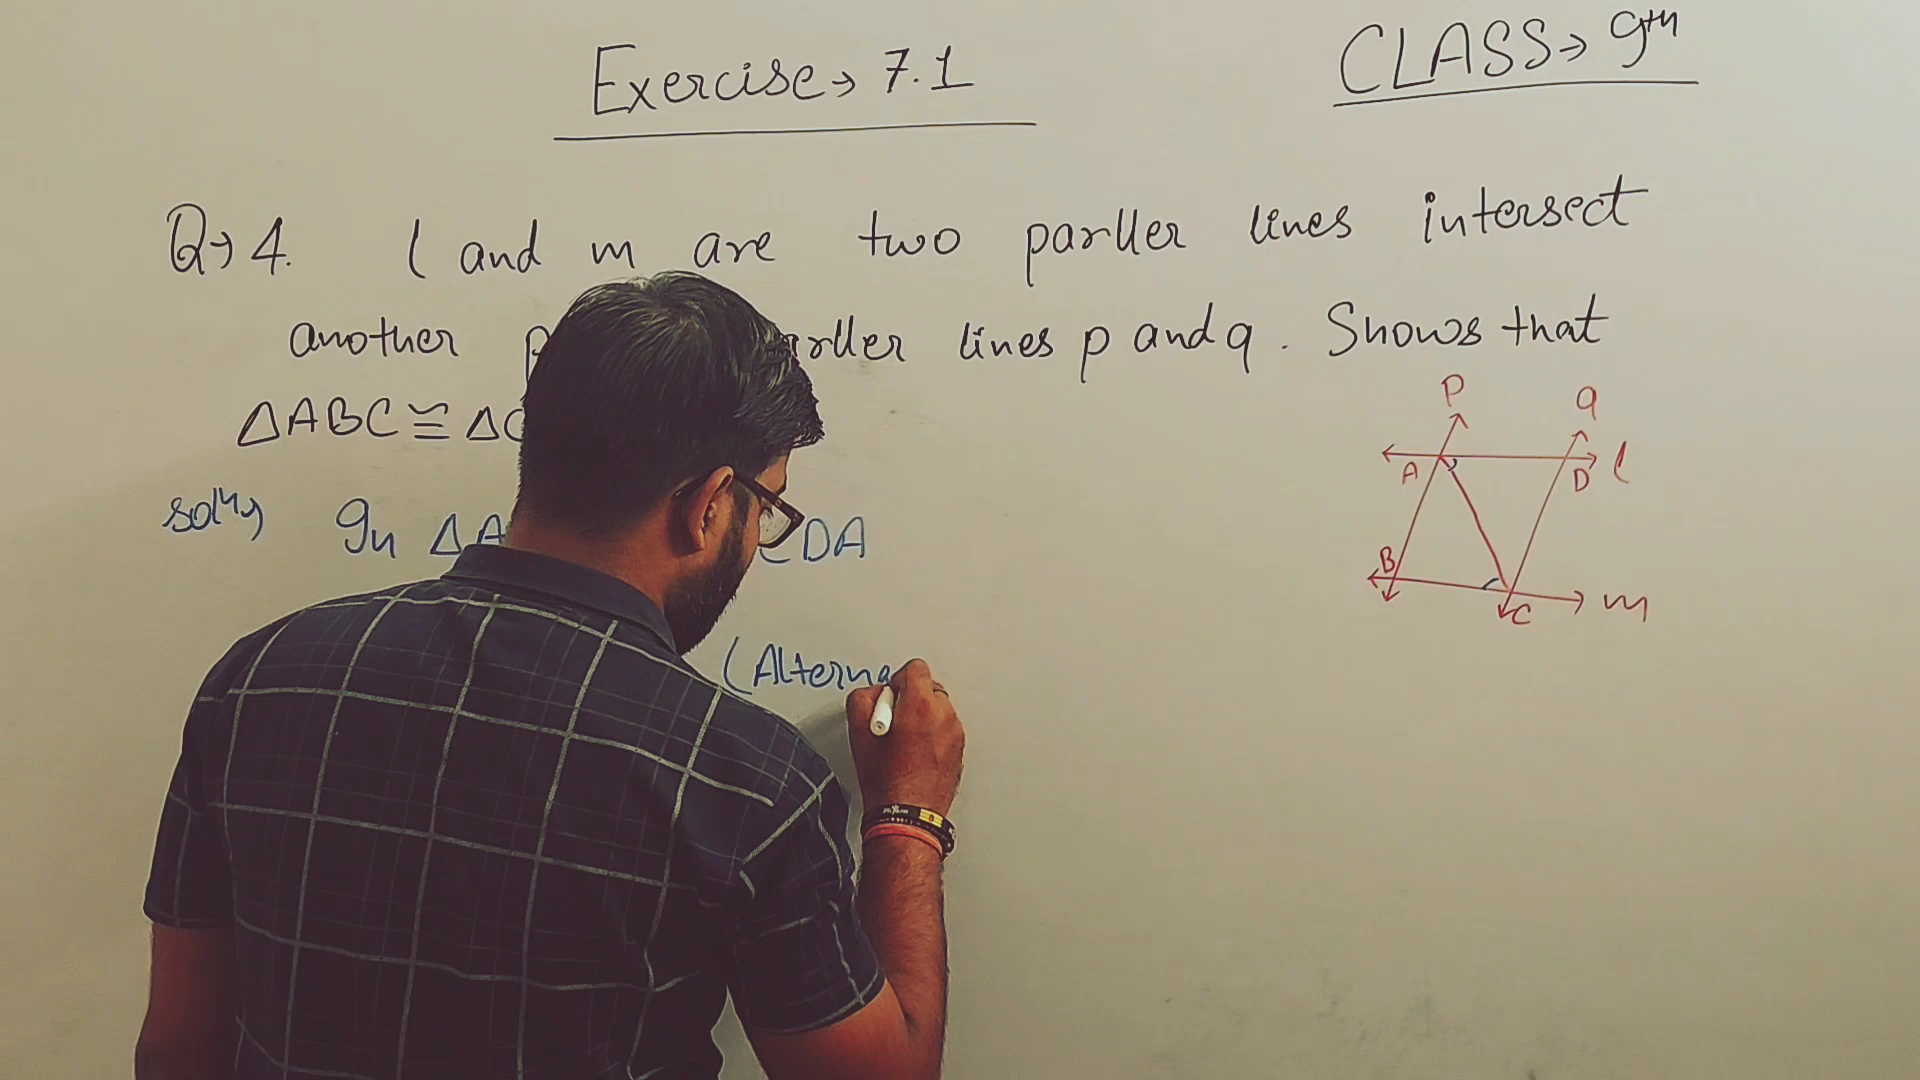 Exercise → 7.1
CLASS → 9th
Q → 4. l and m are two parller lines intersect
another lines p and q. Shows that
△ABC ≅ △
soln → In △A CDA
(Alterna
P
q
A
D
l
B
C
m